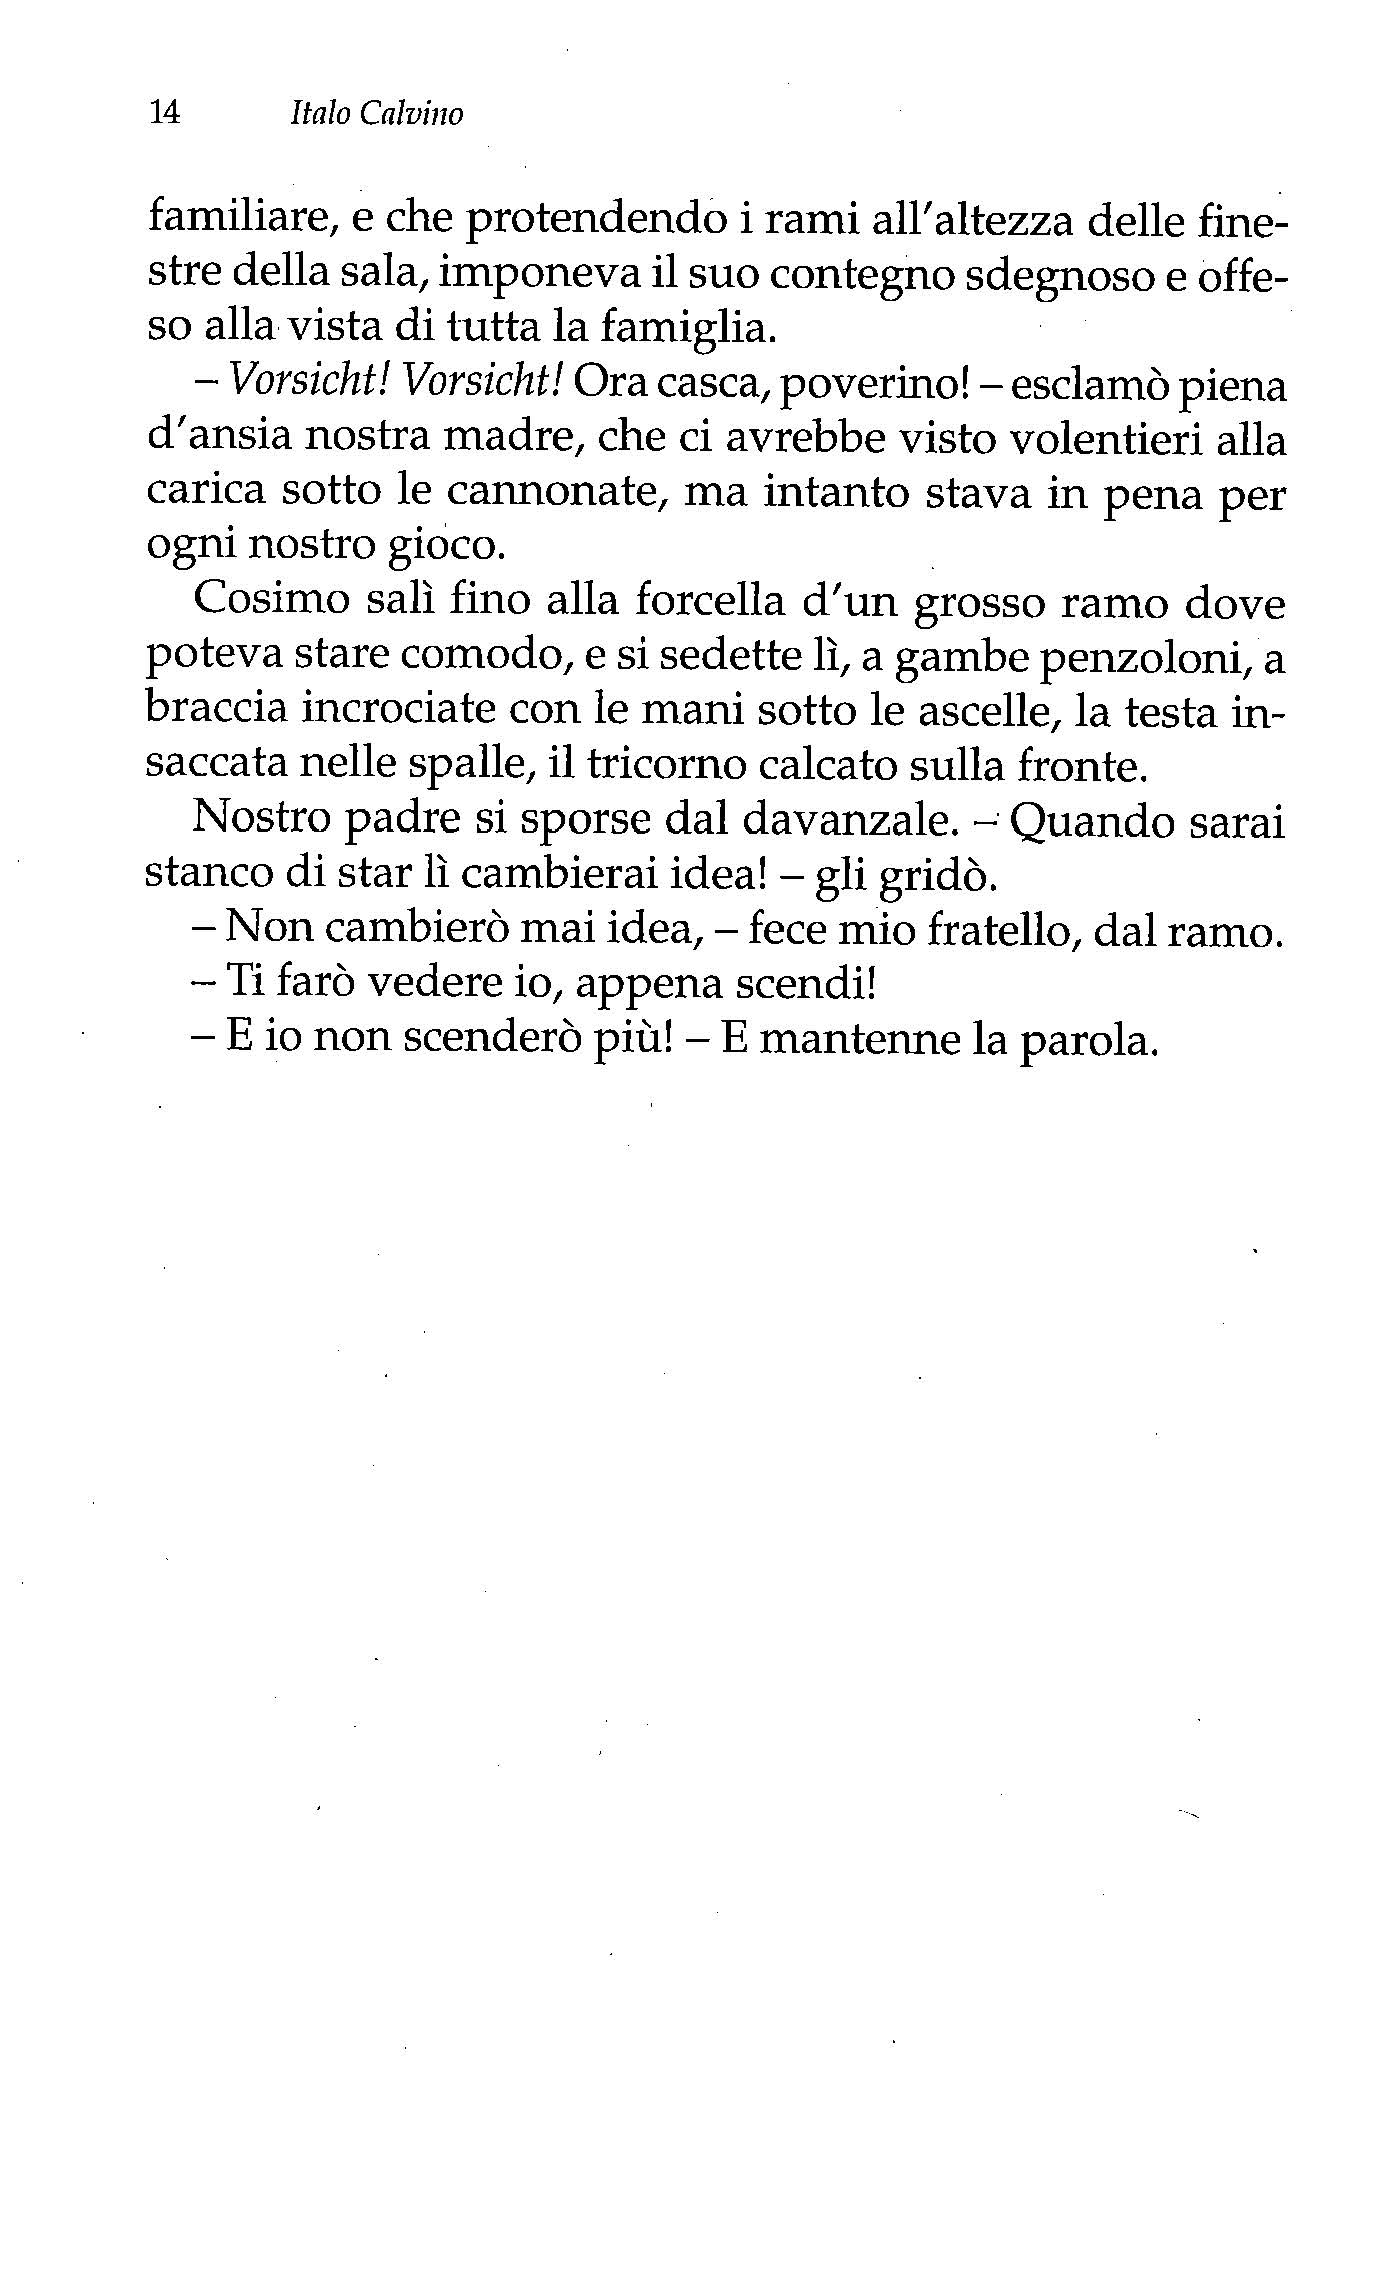 14 Italo Calvino
familiare, e che protendendo i rami all'altezza delle fine-
stre della sala, imponeva il suo contegno sdegnoso e offe-
so alla vista di tutta la famiglia.
– Vorsicht! Vorsicht! Ora casca, poverino! – esclamò piena
d'ansia nostra madre, che ci avrebbe visto volentieri alla
carica sotto le cannonate, ma intanto stava in pena per
ogni nostro gioco.
Cosimo salì fino alla forcella d'un grosso ramo dove
poteva stare comodo, e si sedette lì, a gambe penzoloni, a
braccia incrociate con le mani sotto le ascelle, la testa in-
saccata nelle spalle, il tricorno calcato sulla fronte.
Nostro padre si sporse dal davanzale. – Quando sarai
stanco di star lì cambierai idea! – gli gridò.
– Non cambierò mai idea, – fece mio fratello, dal ramo.
– Ti farò vedere io, appena scendi!
– E io non scenderò più! – E mantenne la parola.